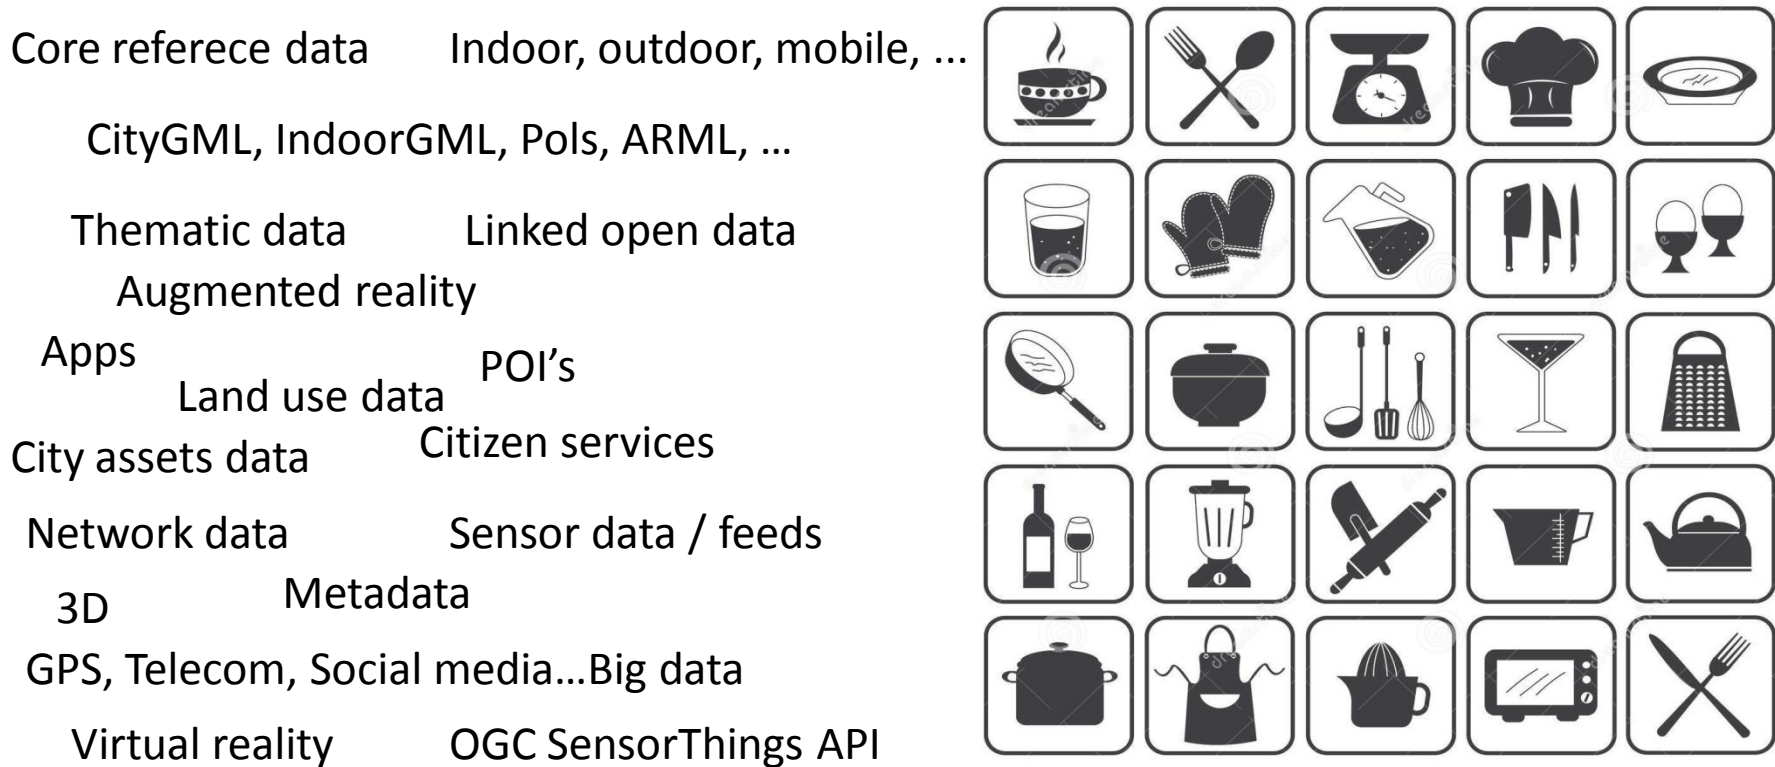 Core referece data
Indoor, outdoor, mobile, ...
CityGML, IndoorGML, PoIs, ARML, ...
Thematic data
Linked open data
Augmented reality
Apps
POI's
Land use data
Citizen services
City assets data
Network data
Sensor data / feeds
Metadata
3D
GPS, Telecom, Social media...Big data
Virtual reality
OGC SensorThings API